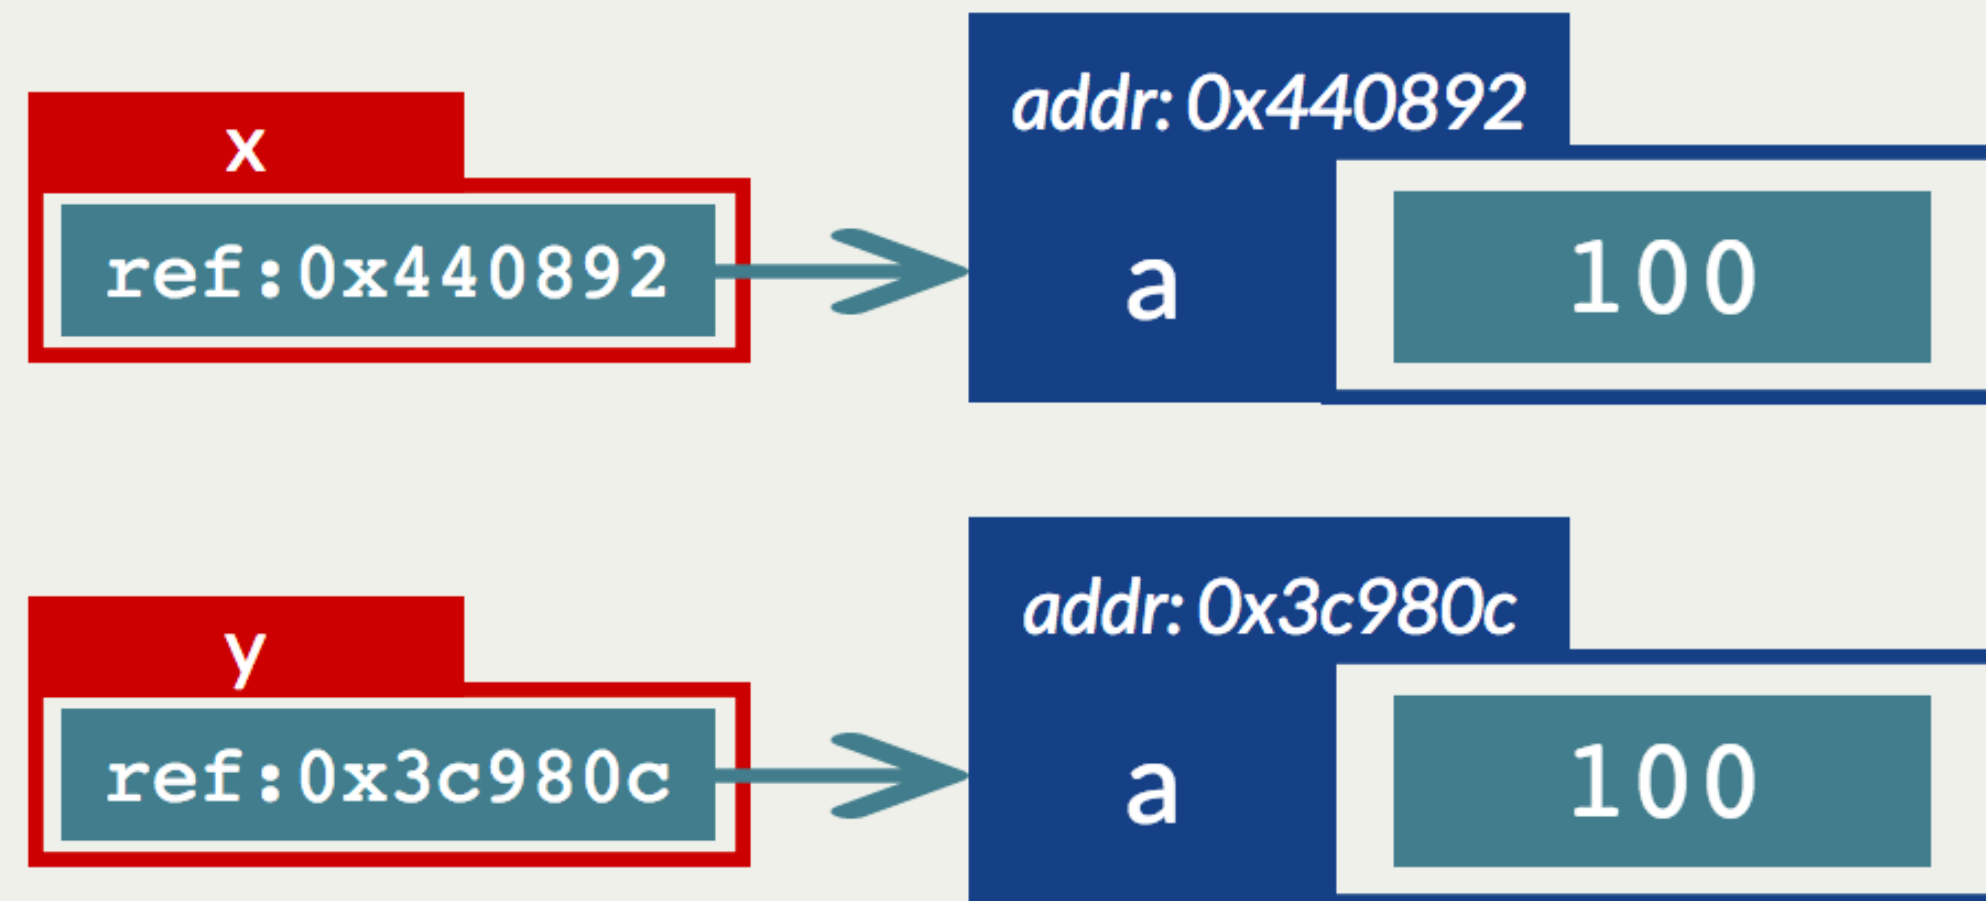 x
ref:0x440892
addr: 0x440892
a
100
y
ref:0x3c980c
addr: 0x3c980c
a
100